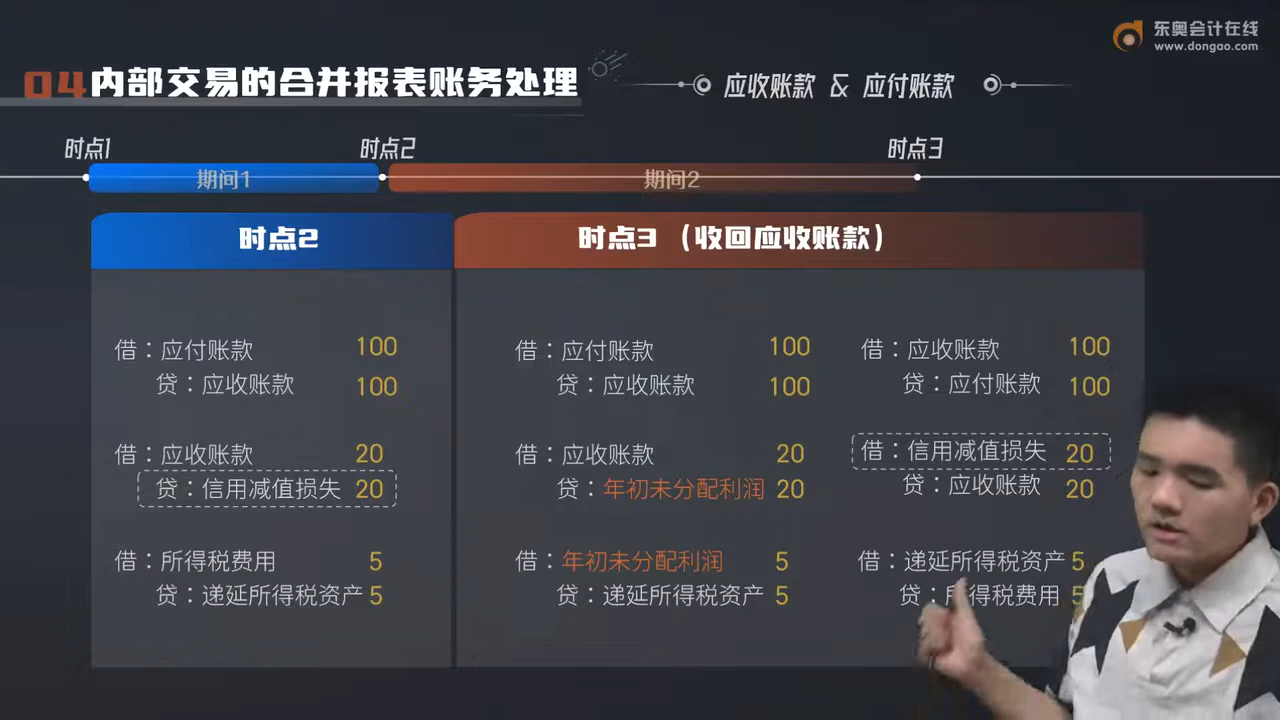 东奥会计在线
www.dongao.com
04 内部交易的合并报表账务处理
应收账款 & 应付账款
时点1
时点2
时点3
期间1
期间2
时点2
借：应付账款 100
贷：应收账款 100
借：应收账款 20
贷：信用减值损失 20
借：所得税费用 5
贷：递延所得税资产 5
时点3（收回应收账款）
借：应付账款 100
贷：应收账款 100
借：应收账款 20
贷：年初未分配利润 20
借：年初未分配利润 5
贷：递延所得税资产 5
借：应收账款 100
贷：应付账款 100
借：信用减值损失 20
贷：应收账款 20
借：递延所得税资产 5
贷：所得税费用 5